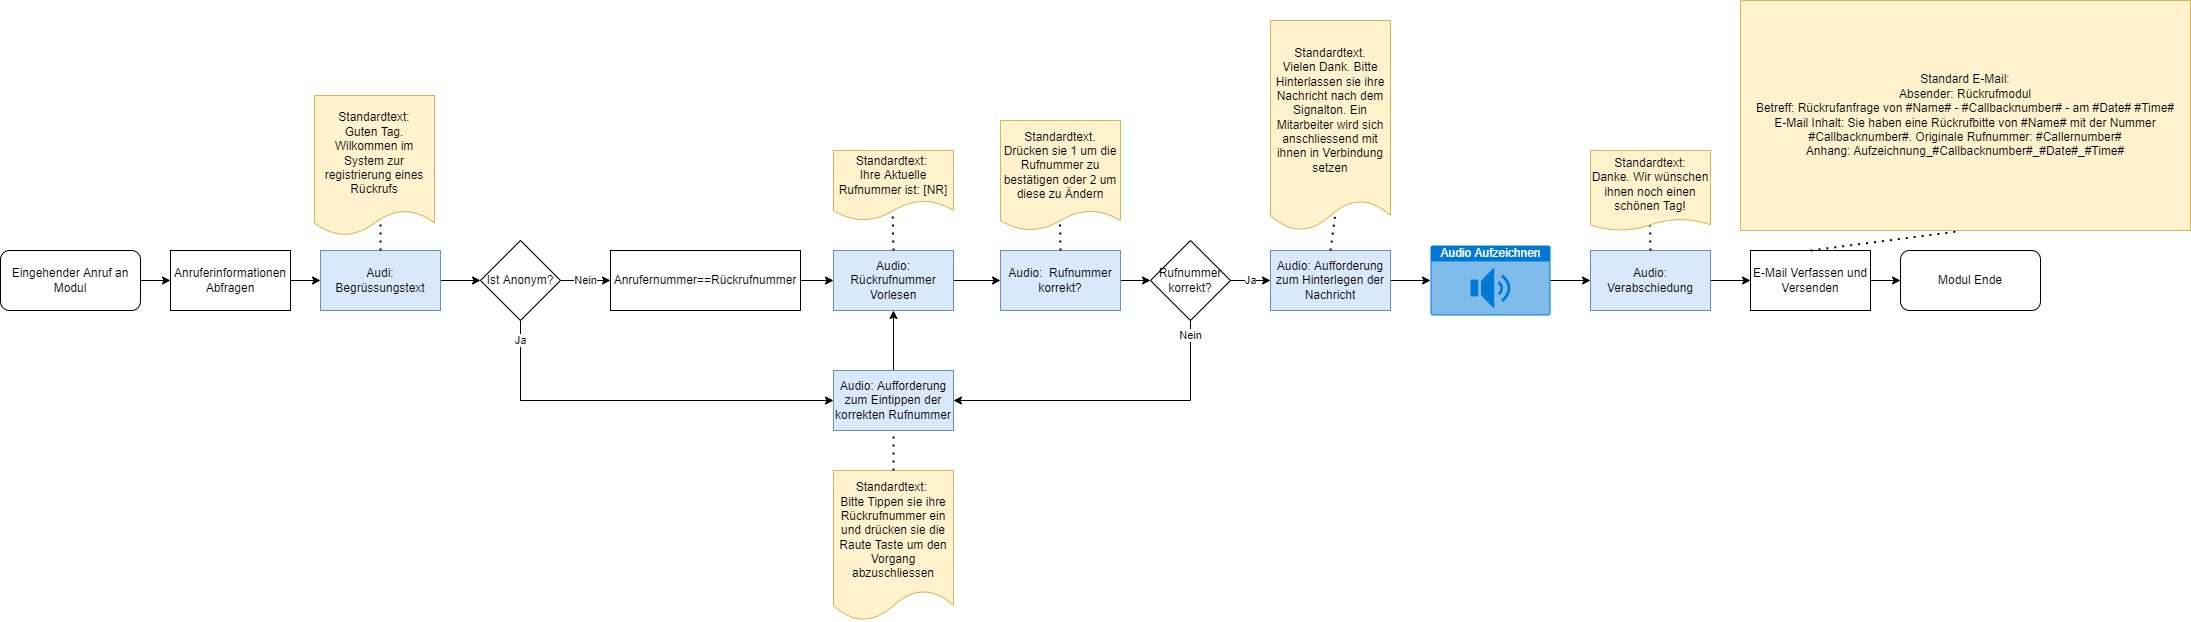 Standard E-Mail:
Absender: Rückrufmodul
Betreff: Rückrufanfrage von #Name# - #Callbacknumber# - am #Date# #Time#
E-Mail Inhalt: Sie haben eine Rückrufbitte von #Name# mit der Nummer
#Callbacknumber#. Originale Rufnummer: #Callernumber#
Anhang: Aufzeichnung_#Callbacknumber#_#Date#_#Time#
Standardtext.
Vielen Dank. Bitte
Hinterlassen sie ihre
Nachricht nach dem
Signalton. Ein
Mitarbeiter wird sich
anschliessend mit
ihnen in Verbindung
setzen
Standardtext:
Guten Tag.
Wilkommen im
System zur
registrierung eines
Rückrufs
Standardtext:
Ihre Aktuelle
Rufnummer ist: [NR]
Standardtext.
Drücken sie 1 um die
Rufnummer zu
bestätigen oder 2 um
diese zu Ändern
Standardtext:
Danke. Wir wünschen
ihnen noch einen
schönen Tag!
Eingehender Anruf an
Modul
Anruferinformationen
Abfragen
Audi:
Begrüssungstext
Ist Anonym?
Nein
Anrufernummer==Rückrufnummer
Audio:
Rückrufnummer
Vorlesen
Audio:  Rufnummer
korrekt?
Rufnummer
korrekt?
Ja
Audio: Aufforderung
zum Hinterlegen der
Nachricht
Audio Aufzeichnen
Audio:
Verabschiedung
E-Mail Verfassen und
Versenden
Modul Ende
Ja
Nein
Audio: Aufforderung
zum Eintippen der
korrekten Rufnummer
Standardtext:
Bitte Tippen sie ihre
Rückrufnummer ein
und drücken sie die
Raute Taste um den
Vorgang
abzuschliessen